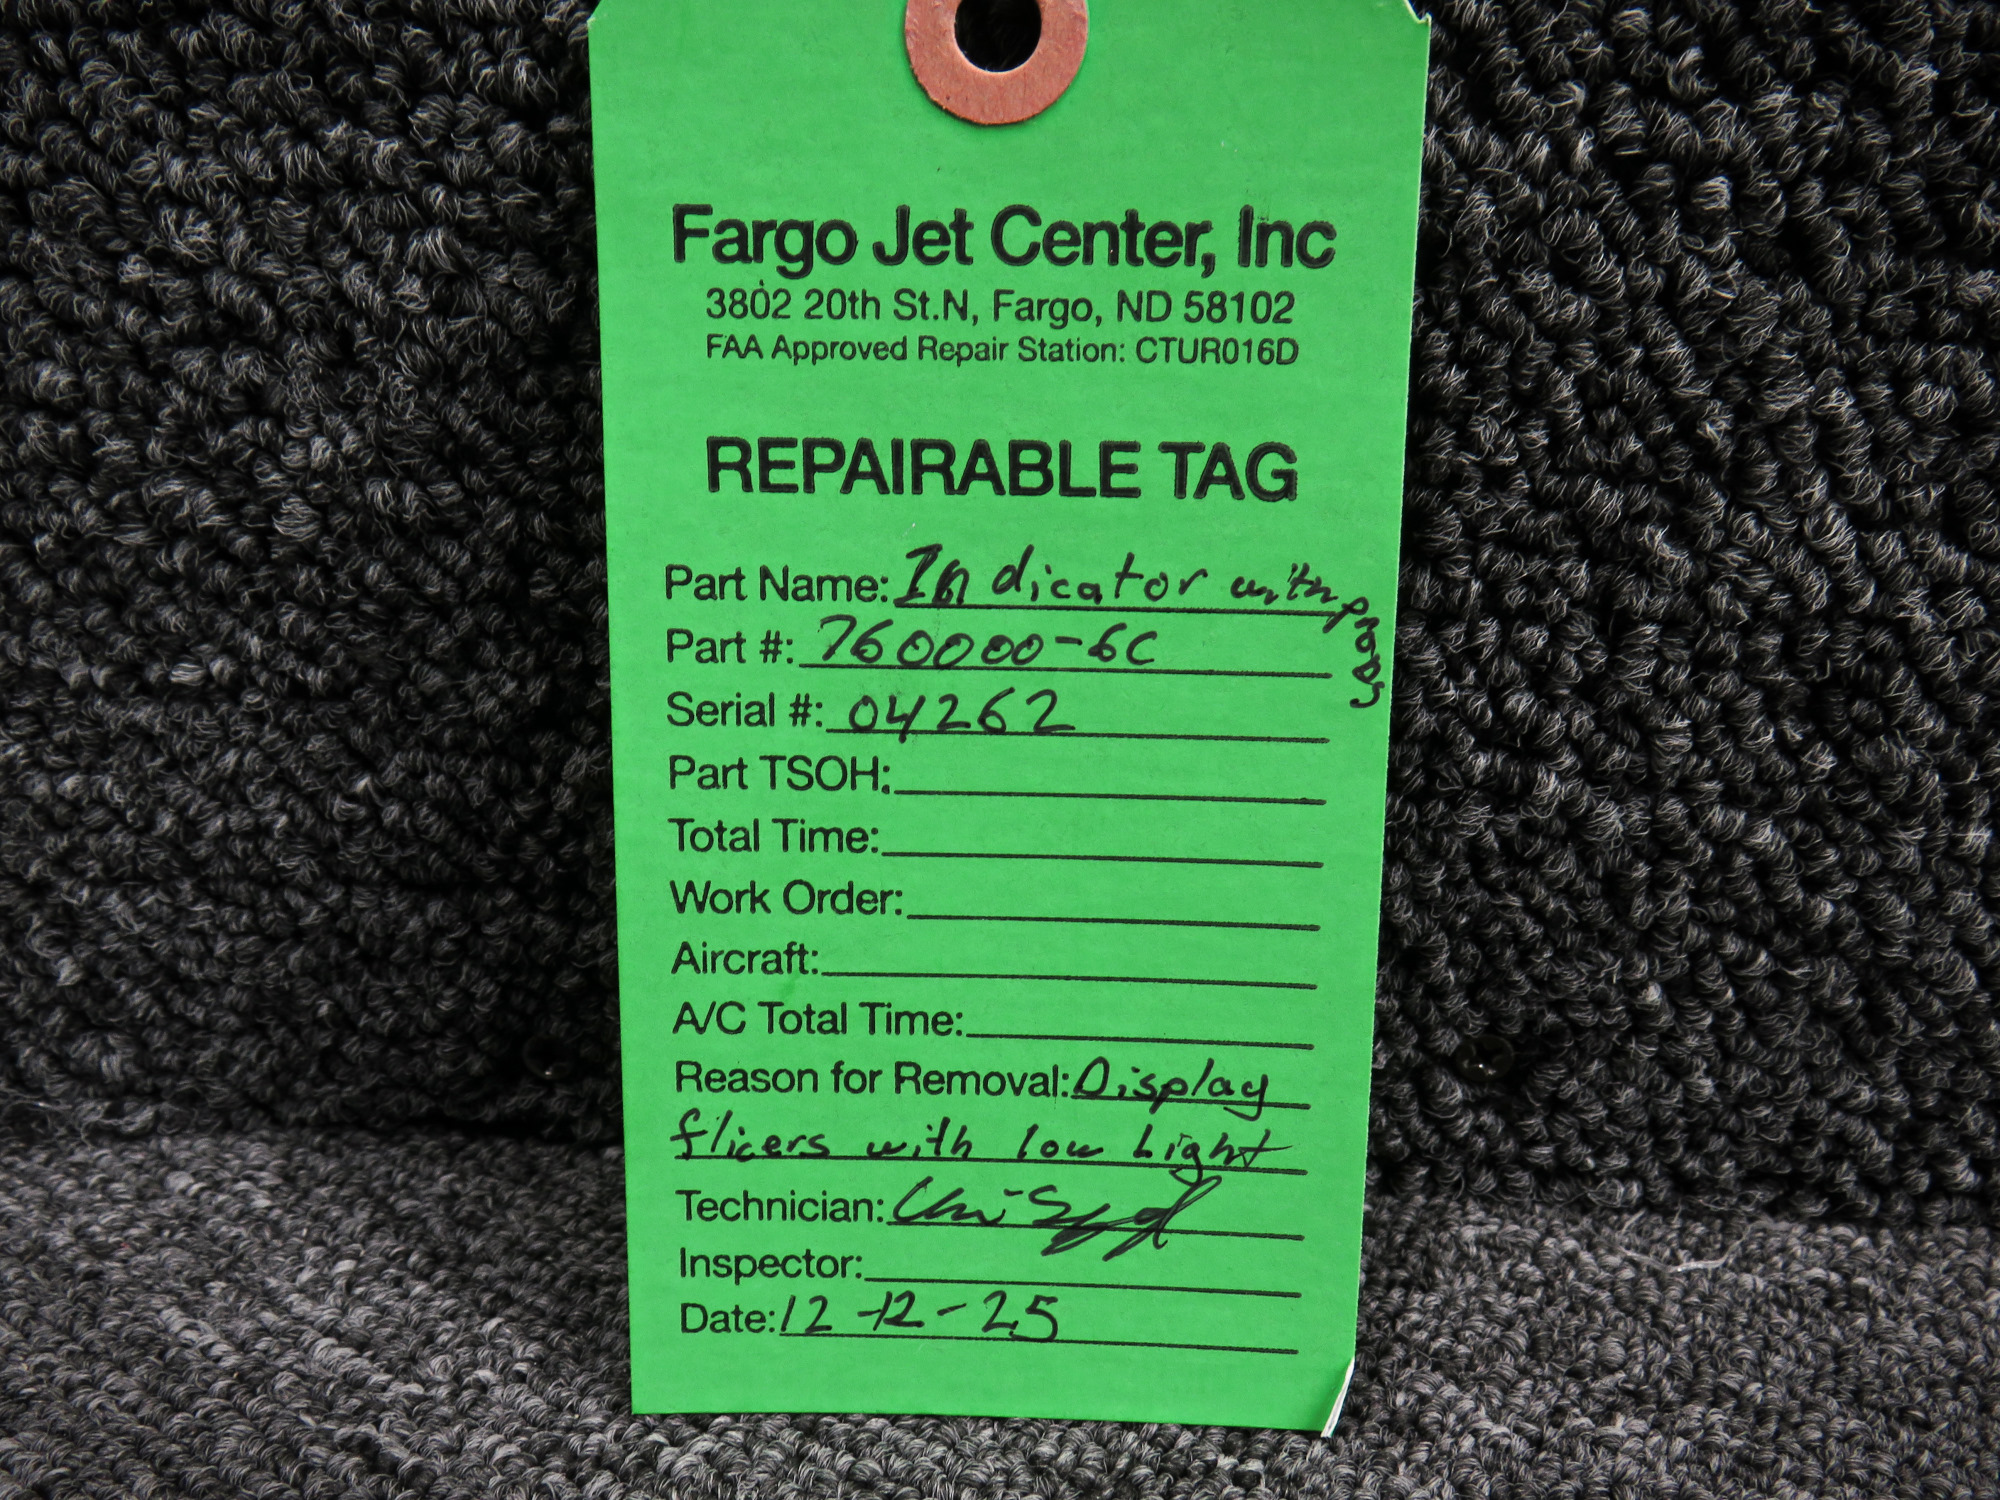 Fargo Jet Center, Inc
3802 20th St.N, Fargo, ND 58102
FAA Approved Repair Station: CTUR016D
REPAIRABLE TAG
Part Name: Indicator with probs
Part #: 760000-6C
Serial #: 04262
Part TSOH:
Total Time:
Work Order:
Aircraft:
A/C Total Time:
Reason for Removal: Display
flicers with low Light
Technician:
Inspector:
Date: 12-12-25